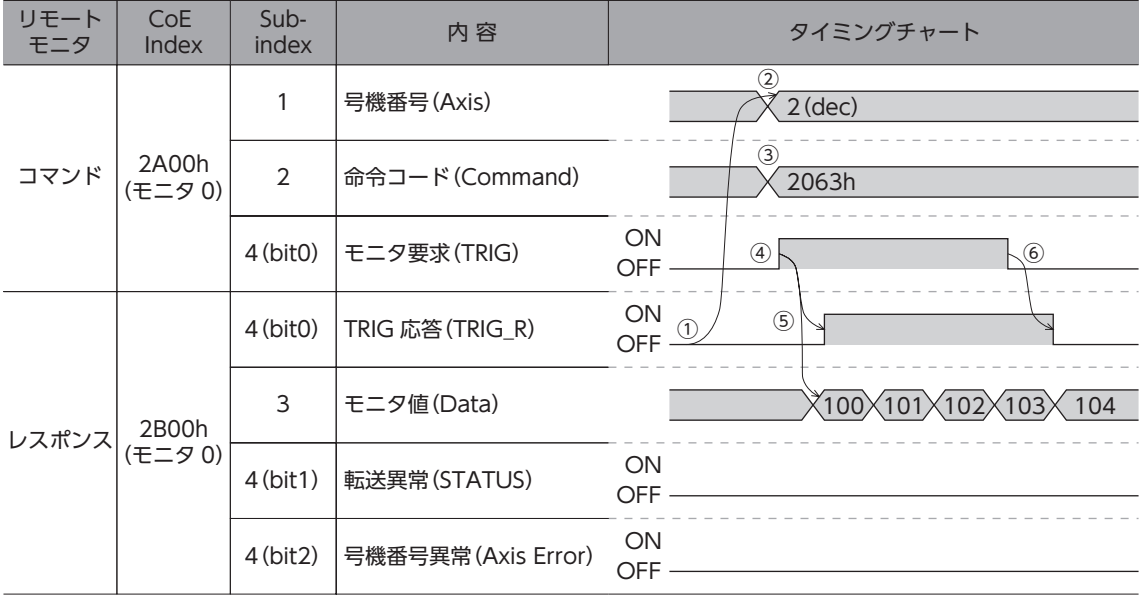 リモート
モニタ
CoE
Index
Sub-
index
内 容
タイミングチャート
コマンド
2A00h
(モニタ 0)
1
号機番号(Axis)
②
2(dec)
2
命令コード(Command)
③
2063h
4(bit0)
モニタ要求(TRIG)
ON
OFF
④
⑥
レスポンス
2B00h
(モニタ 0)
4(bit0)
TRIG 応答(TRIG_R)
ON
OFF
①
⑤
3
モニタ値(Data)
100 101 102 103 104
4(bit1)
転送異常(STATUS)
ON
OFF
4(bit2)
号機番号異常(Axis Error)
ON
OFF